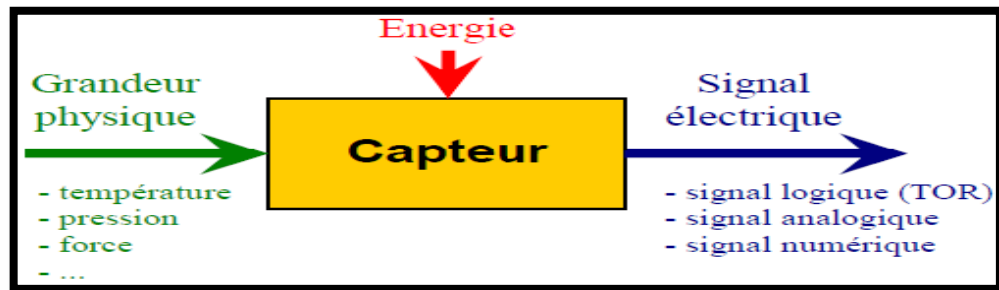 Energie
Grandeur
physique
- température
- pression
- force
- ...
Capteur
Signal
électrique
- signal logique (TOR)
- signal analogique
- signal numérique